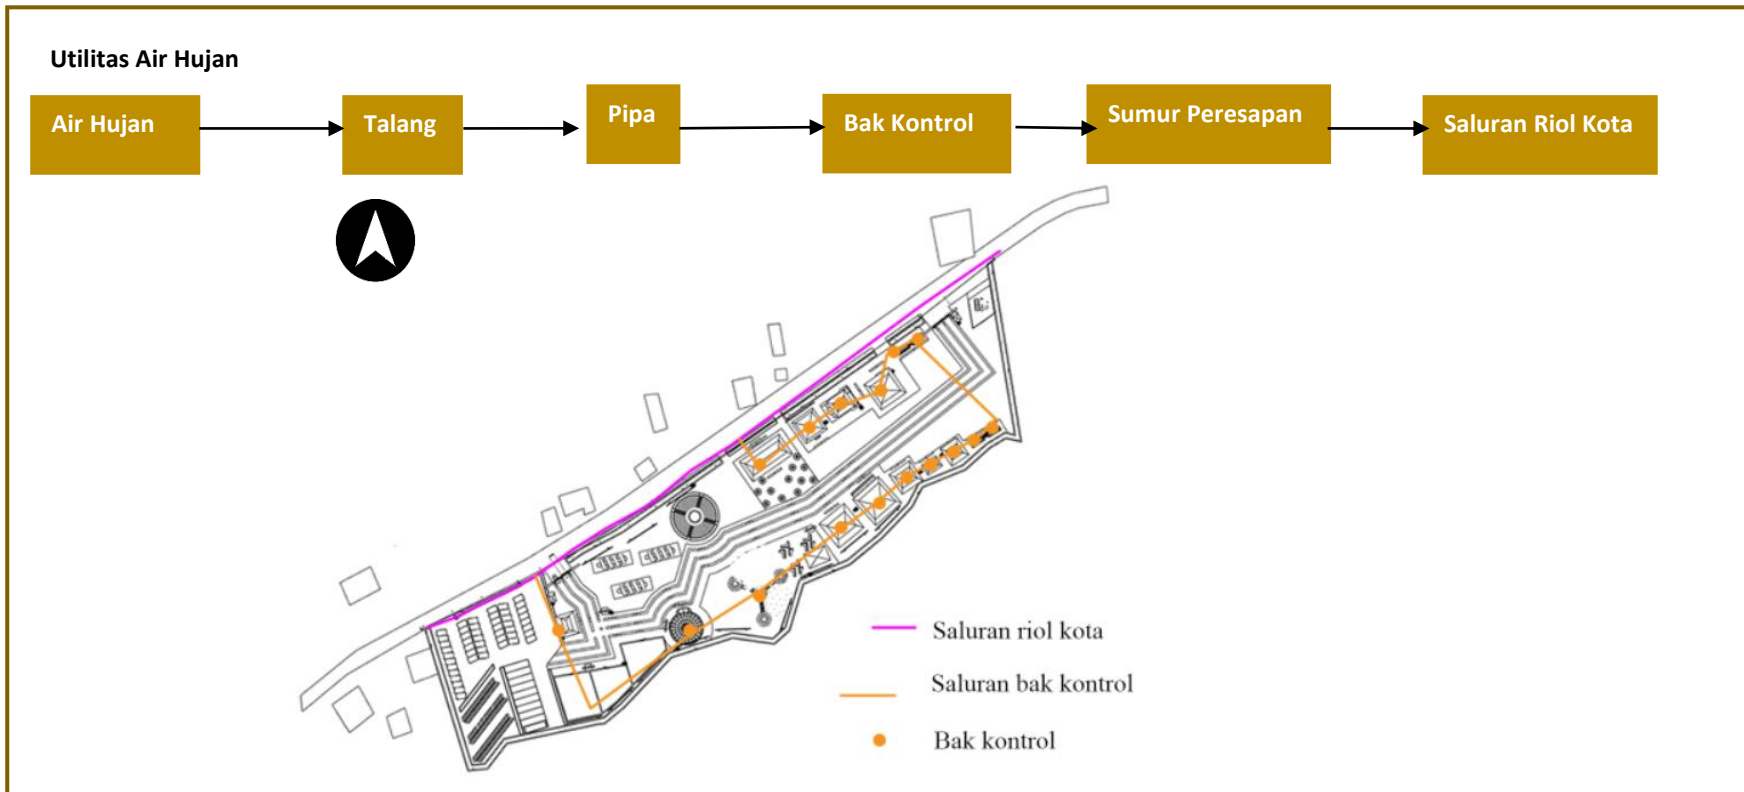 Utilitas Air Hujan
Air Hujan
Talang
Pipa
Bak Kontrol
Sumur Peresapan
Saluran Riol Kota
Saluran riol kota
Saluran bak kontrol
Bak kontrol